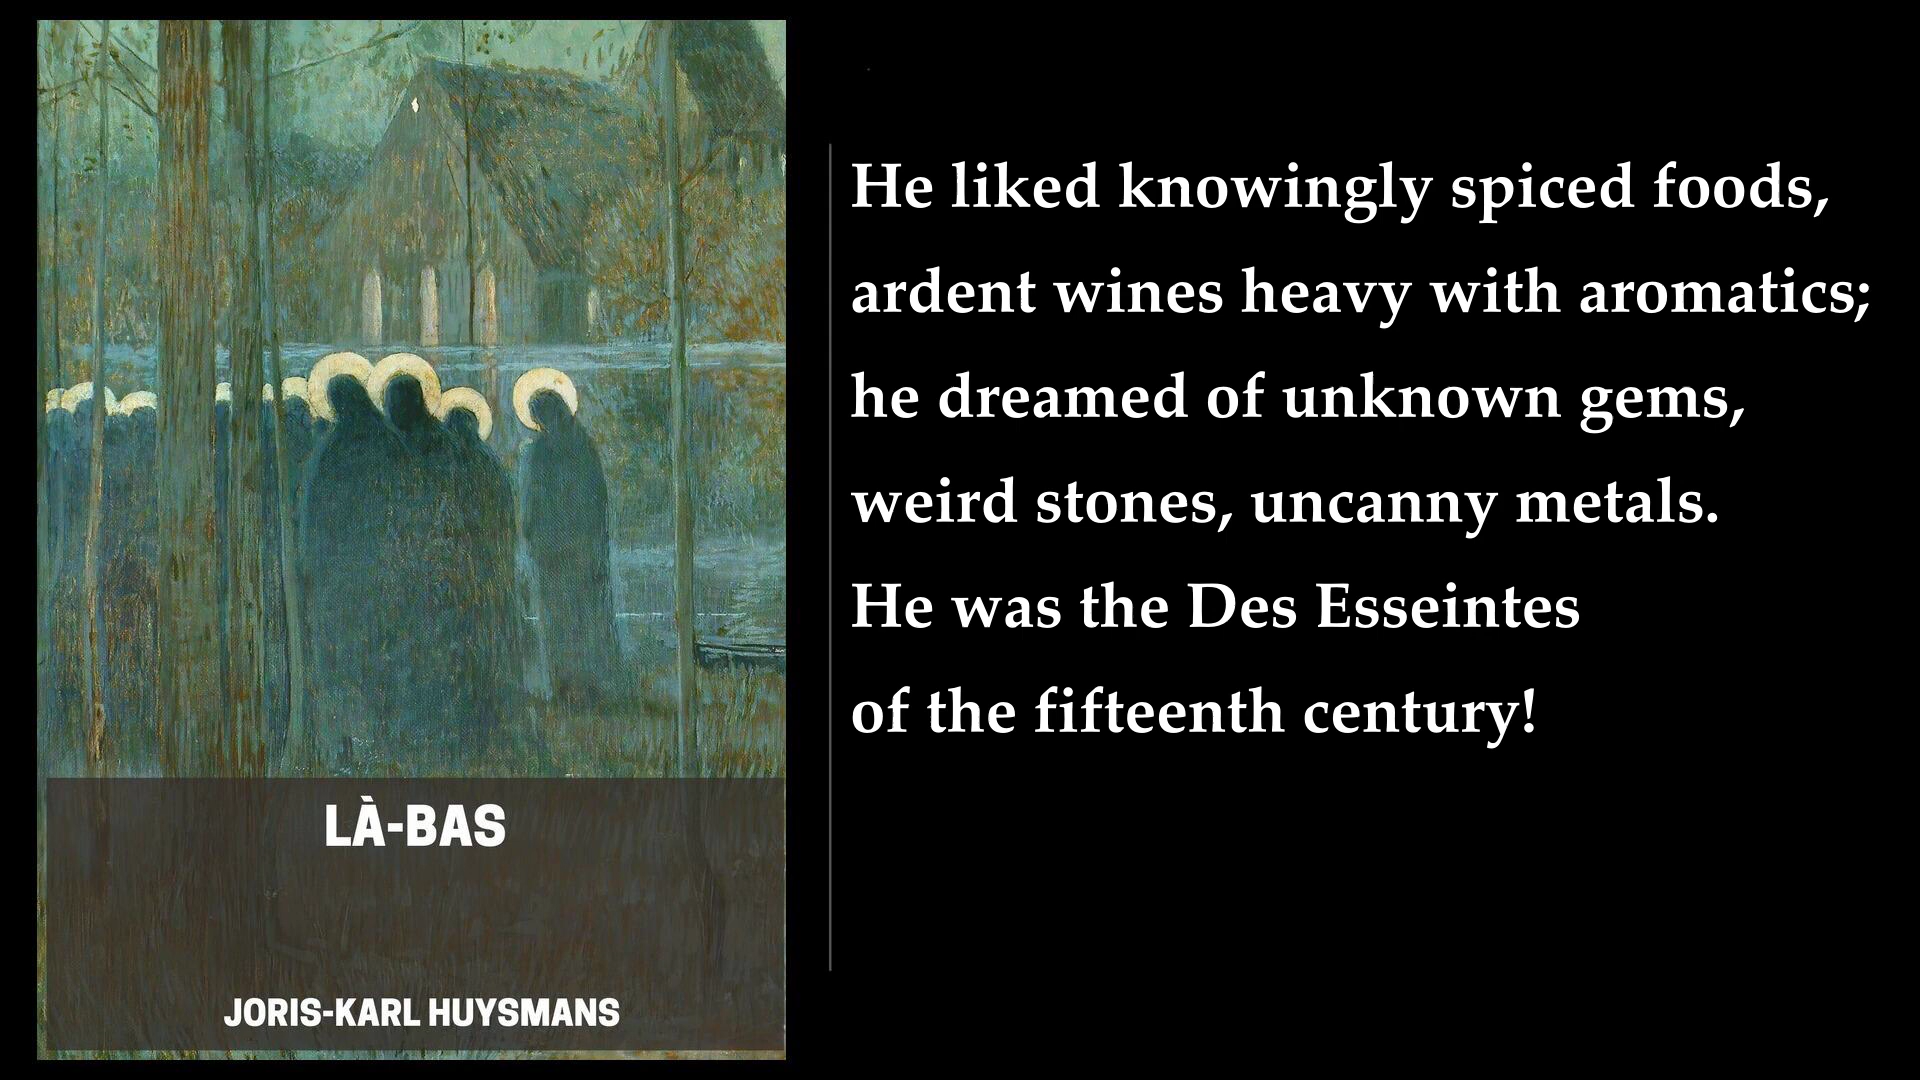 LÀ-BAS
JORIS-KARL HUYSMANS
He liked knowingly spiced foods,
ardent wines heavy with aromatics;
he dreamed of unknown gems,
weird stones, uncanny metals.
He was the Des Esseintes
of the fifteenth century!